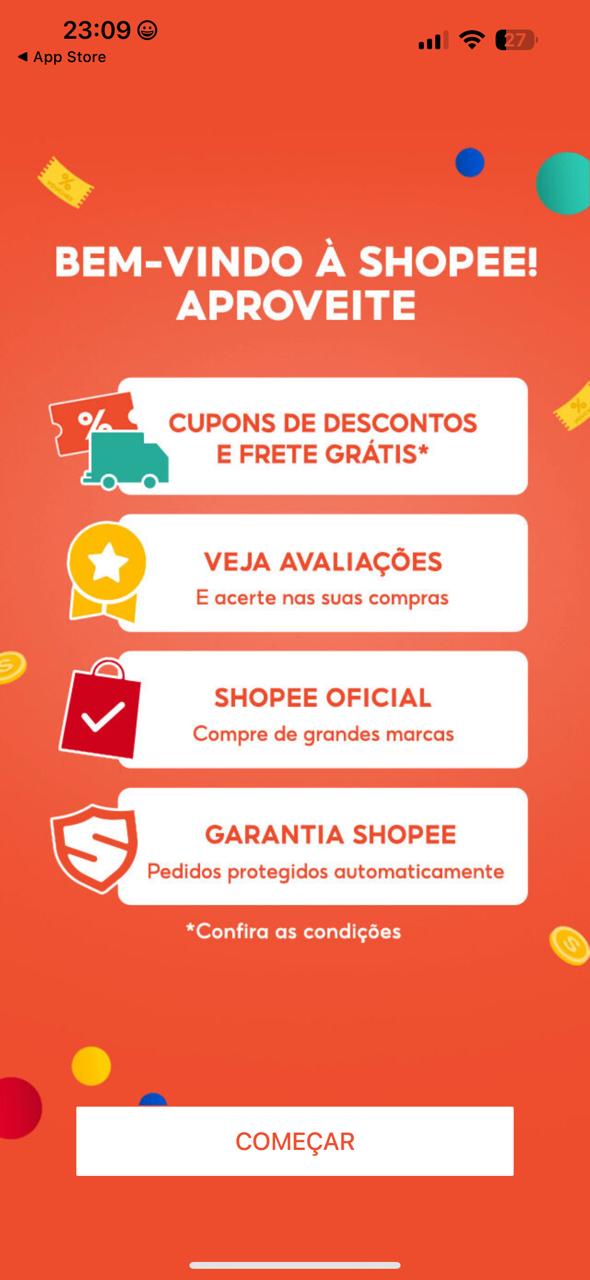 23:09
◀ App Store
27
BEM-VINDO À SHOPEE!
APROVEITE
CUPONS DE DESCONTOS
E FRETE GRÁTIS*
VEJA AVALIAÇÕES
E acerte nas suas compras
SHOPEE OFICIAL
Compre de grandes marcas
GARANTIA SHOPEE
Pedidos protegidos automaticamente
*Confira as condições
COMEÇAR